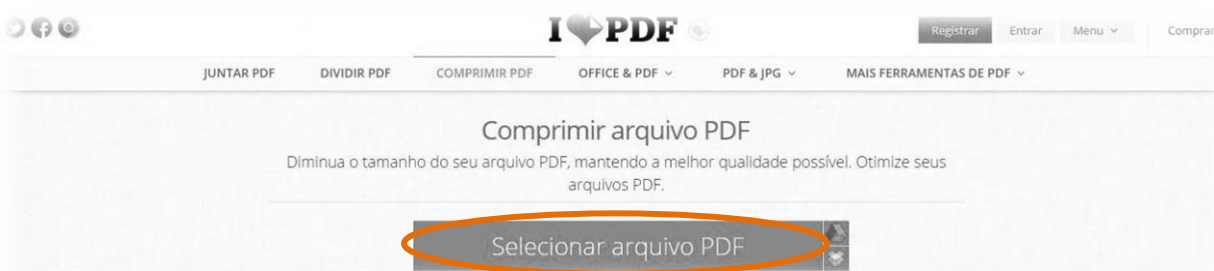 I PDF
Registrar Entrar Menu Comprar
JUNTAR PDF DIVIDIR PDF COMPRIMIR PDF OFFICE & PDF PDF & JPG MAIS FERRAMENTAS DE PDF
Comprimir arquivo PDF
Diminua o tamanho do seu arquivo PDF, mantendo a melhor qualidade possível. Otimize seus
arquivos PDF.
Selecionar arquivo PDF